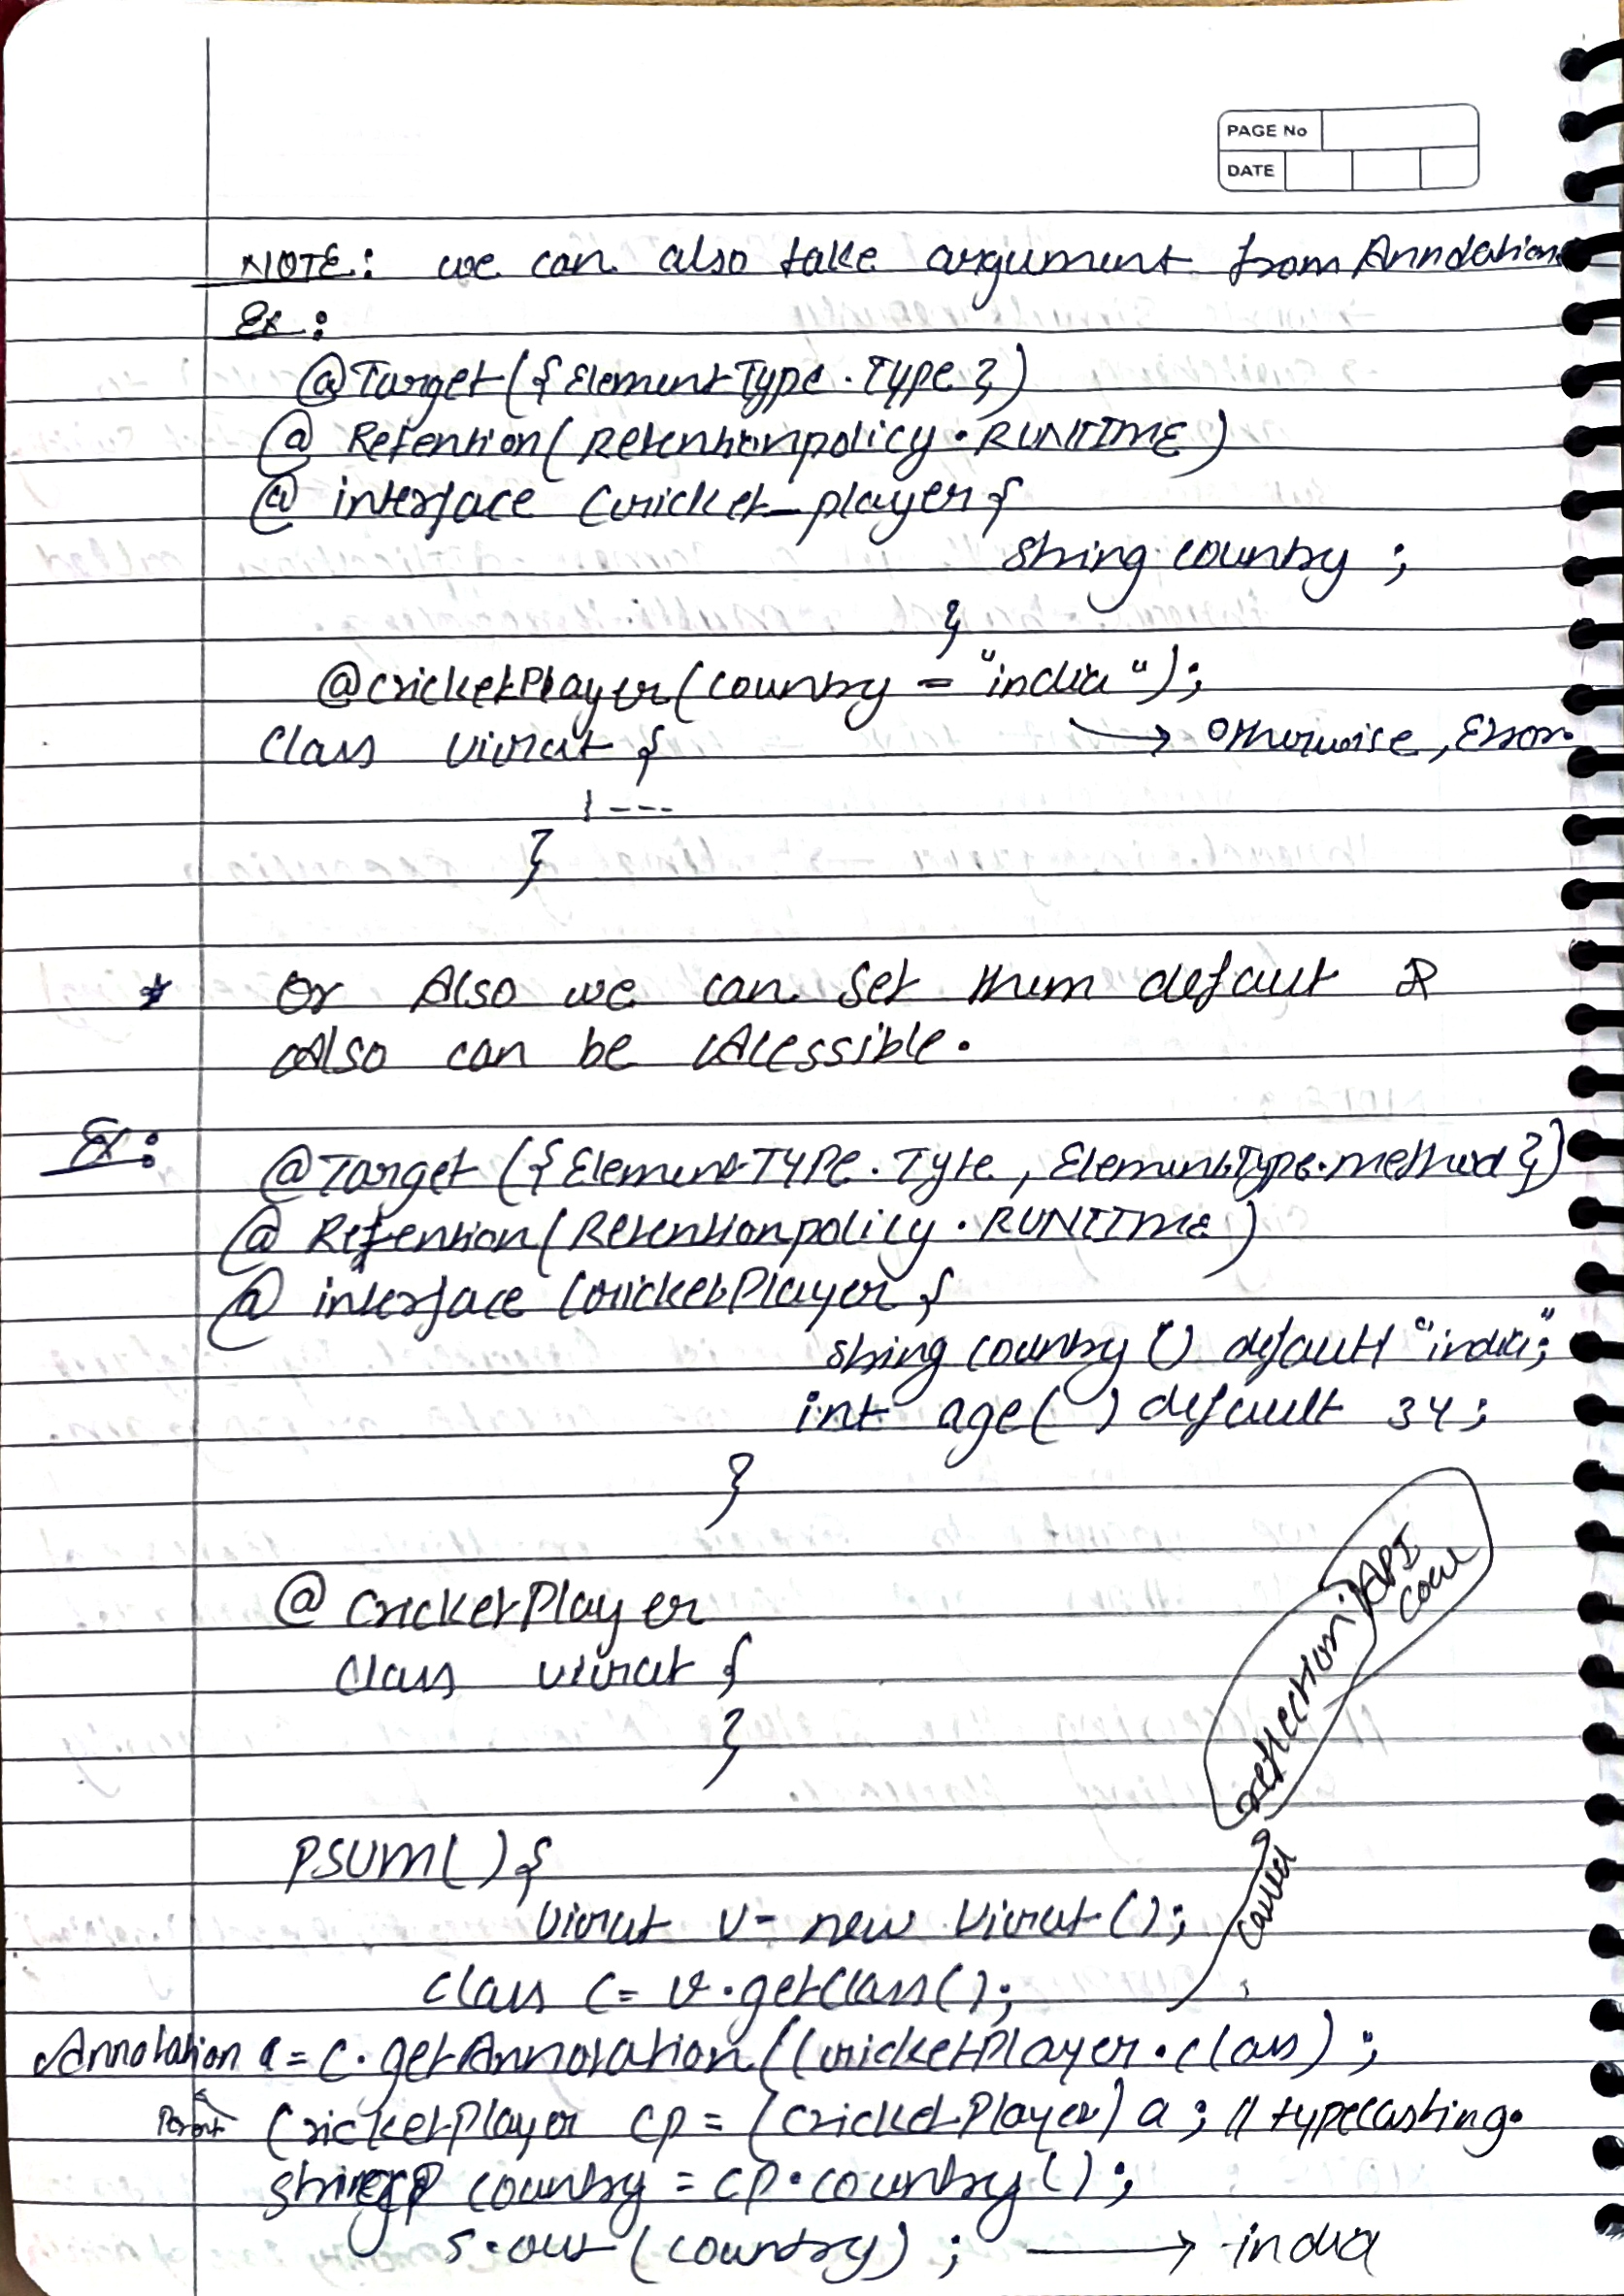 PAGE No
DATE
NOTE: we can also take argument from Annotation
Ex:
@Target({ElementType.Type})
@ Retention(Retentionpolicy.RUNTIME)
@ interface Cricket_player{
String country;
}
@cricketPlayer(country = "india");
Class Virat {
→ Otherwise, Error.
}
* Or Also we can set them default &
Also can be Acessible.
Ex:
@Target ({ElementTYPE.Type, ElementType.method})
@ Retention(Retentionpolicy.RUNTIME)
@ interface CricketPlayer {
String country () default "india";
int age( ) default 34;
}
@ CricketPlayer
class virat {
}
reflection API
called
PSUM(){
Virat v= new Virat();
class C= v.getClass();
Annotation a= c.getAnnotation(CricketPlayer.class);
Parent CricketPlayer cp = (CricketPlayer) a; // typecasting.
String country = cp.country();
S.out (country); → india